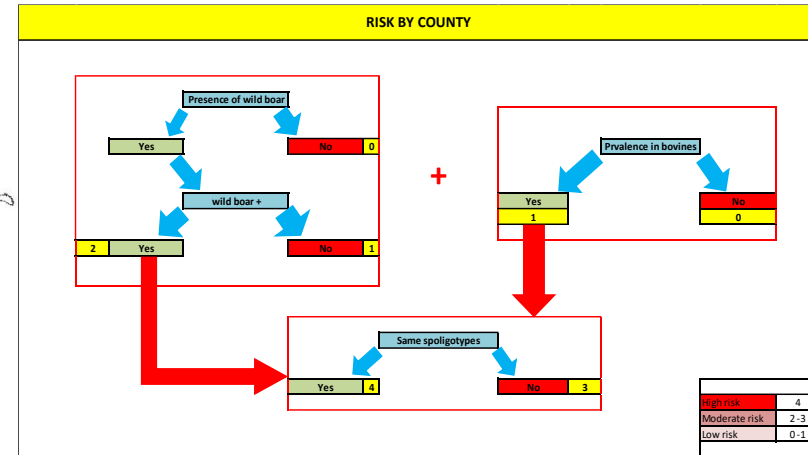 RISK BY COUNTY
Presence of wild boar
Yes
No 0
wild boar +
2 Yes
No 1
+
Prvalence in bovines
Yes
No
1
0
Same spoligotypes
Yes 4
No 3
High risk 4
Moderate risk 2-3
Low risk 0-1